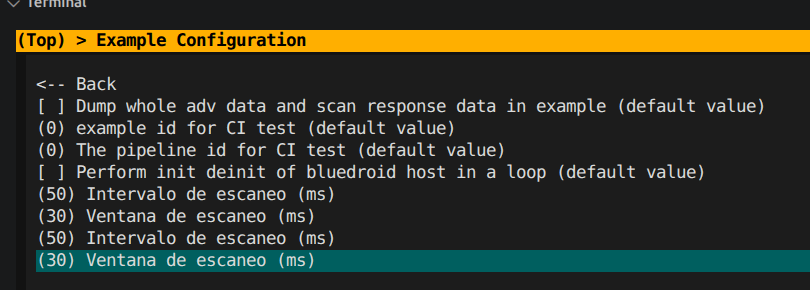 Terminal
(Top) > Example Configuration
<-- Back
[ ] Dump whole adv data and scan response data in example (default value)
(0) example id for CI test (default value)
(0) The pipeline id for CI test (default value)
[ ] Perform init deinit of bluedroid host in a loop (default value)
(50) Intervalo de escaneo (ms)
(30) Ventana de escaneo (ms)
(50) Intervalo de escaneo (ms)
(30) Ventana de escaneo (ms)